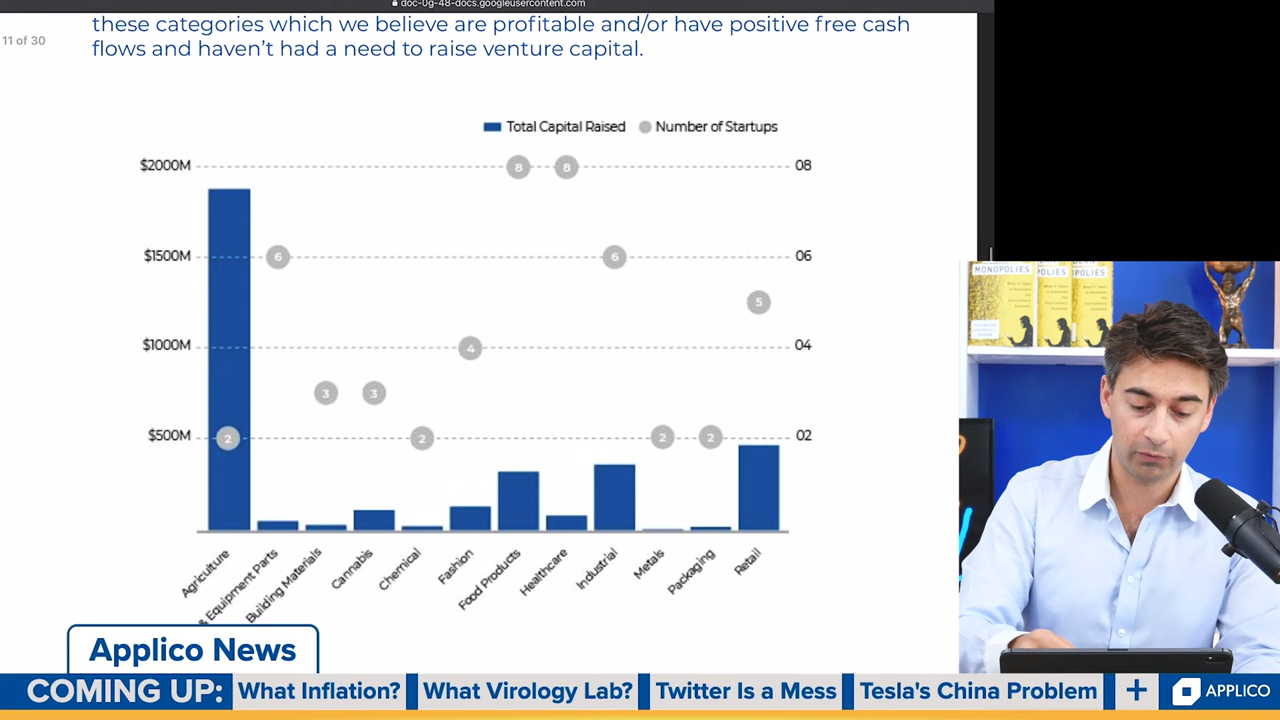 doc-0g-48-docs.googleusercontent.com
11 of 30
these categories which we believe are profitable and/or have positive free cash
flows and haven't had a need to raise venture capital.
Total Capital Raised
Number of Startups
$2000M
8
8
08
$1500M
6
6
06
5
$1000M
4
04
3
3
$500M
2
2
2
2
02
Agriculture
& Equipment Parts
Building Materials
Cannabis
Chemical
Fashion
Food Products
Healthcare
Industrial
Metals
Packaging
Retail
MONOPOLIES
POLIES
POLIES
Applico News
COMING UP:
What Inflation?
What Virology Lab?
Twitter Is a Mess
Tesla's China Problem
+
APPLICO